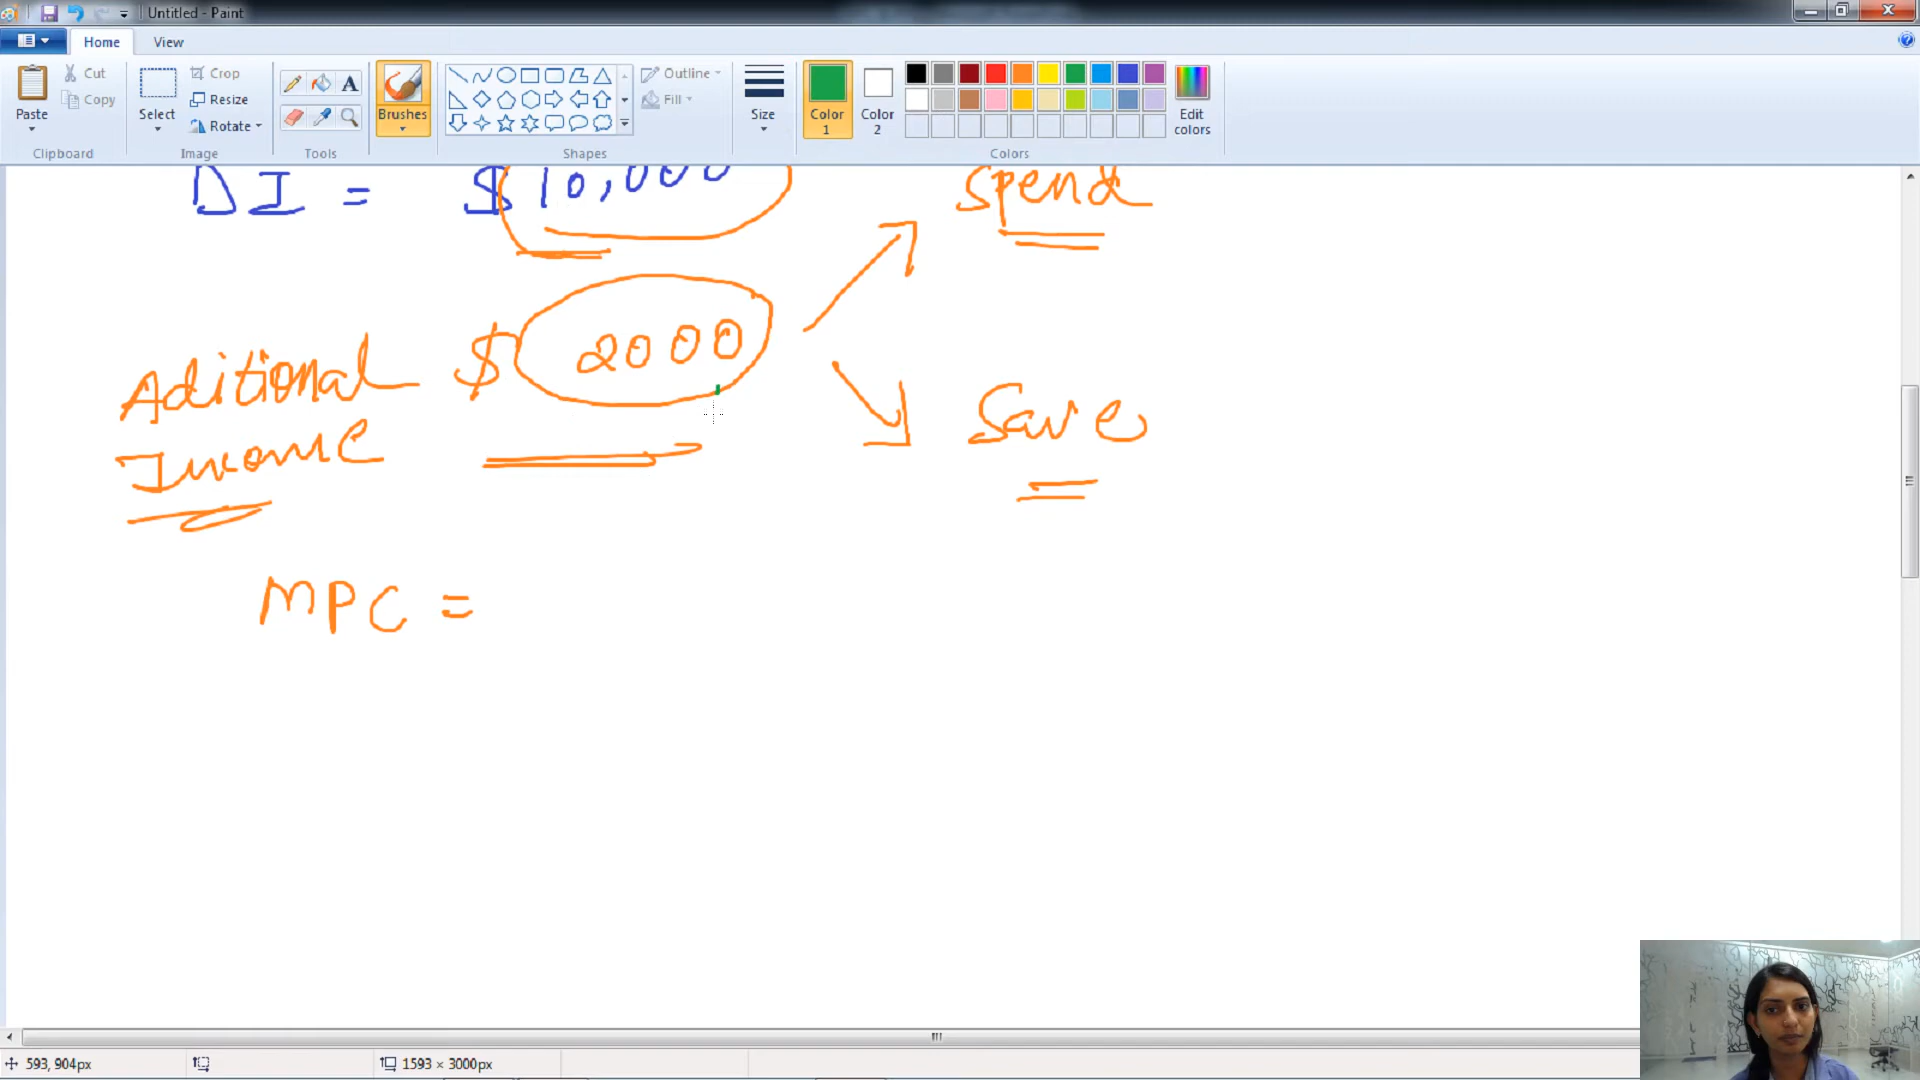 Untitled - Paint
Home View
Paste
Cut
Copy
Clipboard
Select
Crop
Resize
Rotate
Image
A
Tools
Brushes
Shapes
Outline
Fill
Size
Color 1
Color 2
Edit colors
Colors
DI = $10,000
Spend
Aditional $ 2000
Income
Save
MPC =
593, 904px
1593 × 3000px